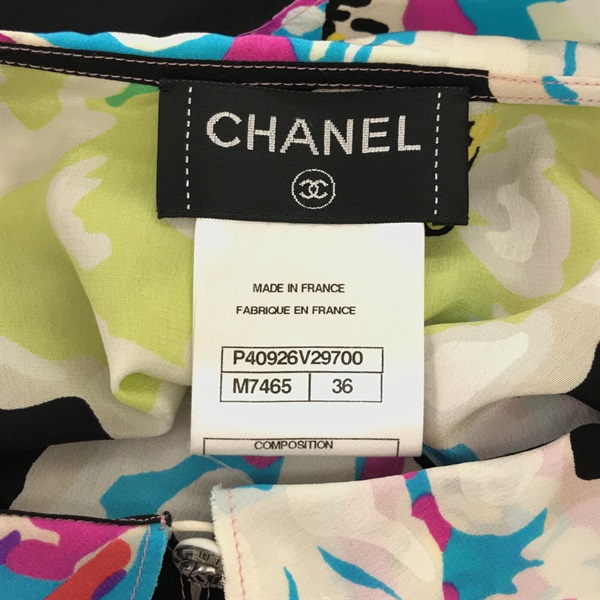 CHANEL
MADE IN FRANCE
FABRIQUE EN FRANCE
P40926V29700
M7465 36
COMPOSITION